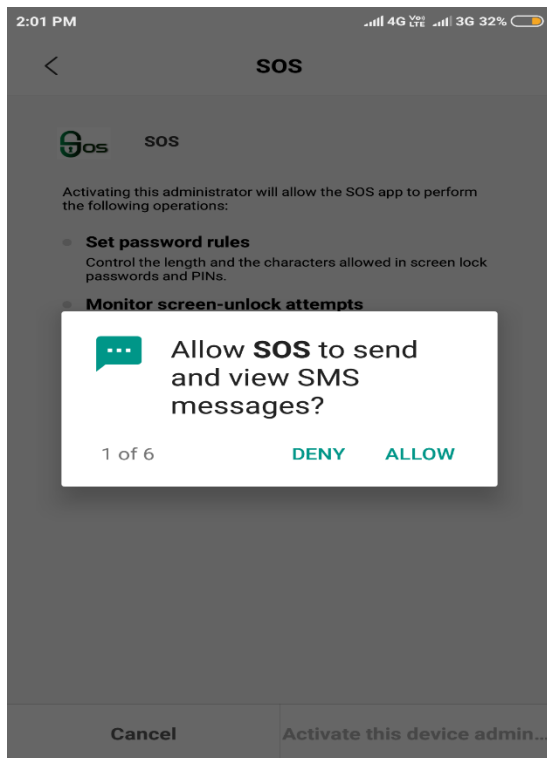 2:01 PM 4G VoI LTE 3G 32%
SOS
SOS SOS
Activating this administrator will allow the SOS app to perform
the following operations:
Set password rules
Control the length and the characters allowed in screen lock
passwords and PINs.
Monitor screen-unlock attempts
Allow SOS to send
and view SMS
messages?
1 of 6 DENY ALLOW
Cancel Activate this device admin...